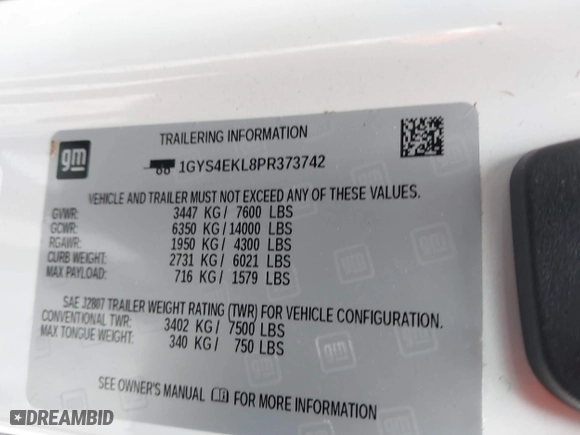 gm
TRAILERING INFORMATION
1GYS4EKL8PR373742
VEHICLE AND TRAILER MUST NOT EXCEED ANY OF THESE VALUES.
GVWR: 3447 KG/ 7600 LBS
GCWR: 6350 KG/14000 LBS
RGAWR: 1950 KG/ 4300 LBS
CURB WEIGHT: 2731 KG/ 6021 LBS
MAX PAYLOAD: 716 KG/ 1579 LBS
SAE J2807 TRAILER WEIGHT RATING (TWR) FOR VEHICLE CONFIGURATION.
CONVENTIONAL TWR: 3402 KG/ 7500 LBS
MAX TONGUE WEIGHT: 340 KG/ 750 LBS
SEE OWNER'S MANUAL FOR MORE INFORMATION
DREAMBID